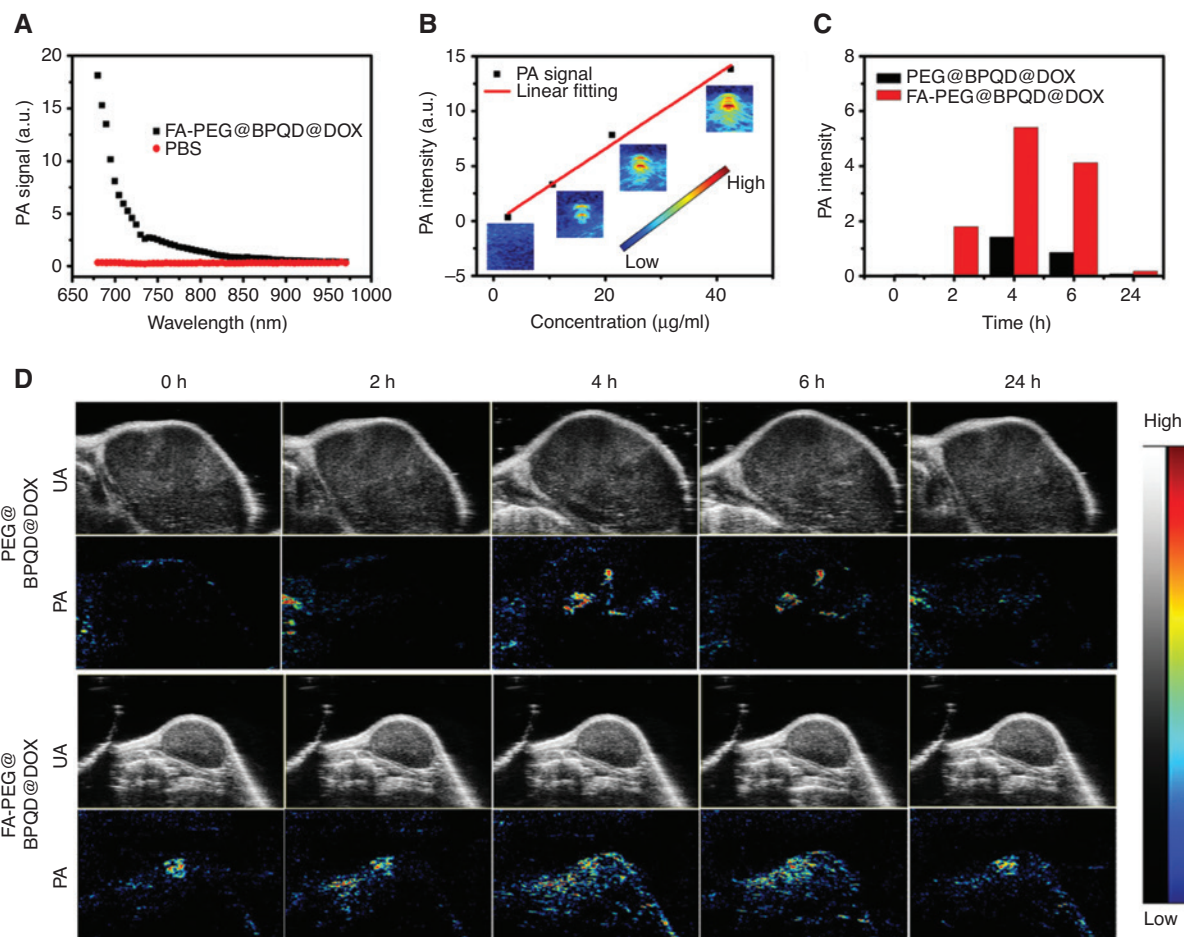 A
20
15
10
5
0
PA signal (a.u.)
FA-PEG@BPQD@DOX
PBS
650
700
750
800
850
900
950
1000
Wavelength (nm)
B
15
10
5
0
–5
PA intensity (a.u.)
PA signal
Linear fitting
High
Low
0
20
40
Concentration (μg/ml)
C
8
6
4
2
0
PA intensity
PEG@BPQD@DOX
FA-PEG@BPQD@DOX
0
2
4
6
24
Time (h)
D
0 h
2 h
4 h
6 h
24 h
PEG@
BPQD@DOX
UA
PA
FA-PEG@
BPQD@DOX
UA
PA
High
Low